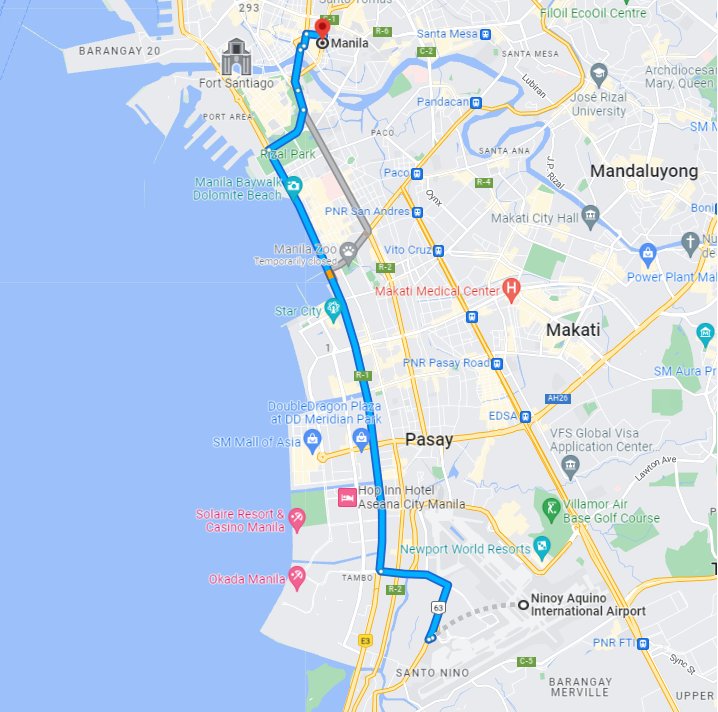 Santo Tomas
293
R-1
R-6
FilOil EcoOil Centre
Manila
Santa Mesa
C-2
BARANGAY 20
SANTA MESA
Fort Santiago
Lubiran
Archdiocesan
Mary, Queen
José Rizal
University
Pandacan
PORT AREA
PACO
SM M
SANTA ANA
Rizal Park
J.P. Rizal
Mandaluyong
Paco
R-4
Manila Baywalk
Dolomite Beach
Onyx
PNR San Andres
Makati City Hall
Boni
Manila Zoo
Temporarily closed
Vito Cruz
Nu
de
R-2
Power Plant Mal
Makati Medical Center
Star City
Makati
1
PNR Pasay Road
SM Aura Pr
R-1
AH26
DoubleDragon Plaza
at DD Meridian Park
EDSA
SM Mall of Asia
Pasay
VFS Global Visa
Application Center...
Lawton Ave
Hop Inn Hotel
Aseana City Manila
Solaire Resort &
Casino Manila
Villamor Air
Base Golf Course
Newport World Resorts
Okada Manila
TAMBO
R-2
T
63
Ninoy Aquino
International Airport
E3
PNR FTI
SANTO NINO
C-5
Sync St
BARANGAY
MERVILLE
UPPER